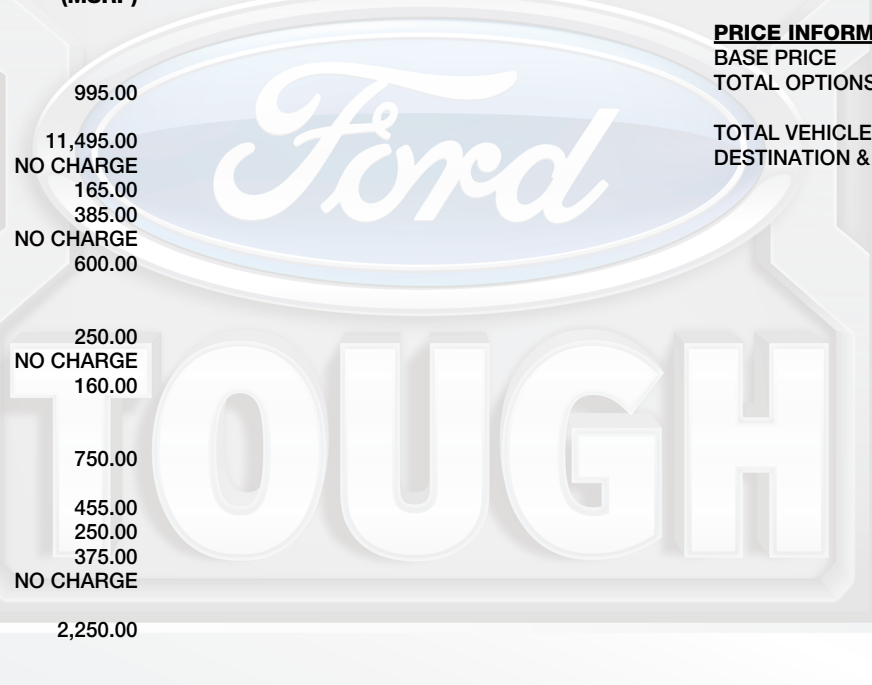 (MSRP)
995.00
11,495.00
NO CHARGE
165.00
385.00
NO CHARGE
600.00
250.00
NO CHARGE
160.00
750.00
455.00
250.00
375.00
NO CHARGE
2,250.00
PRICE INFORM
BASE PRICE
TOTAL OPTIONS
TOTAL VEHICLE
DESTINATION &
Ford
TOUGH